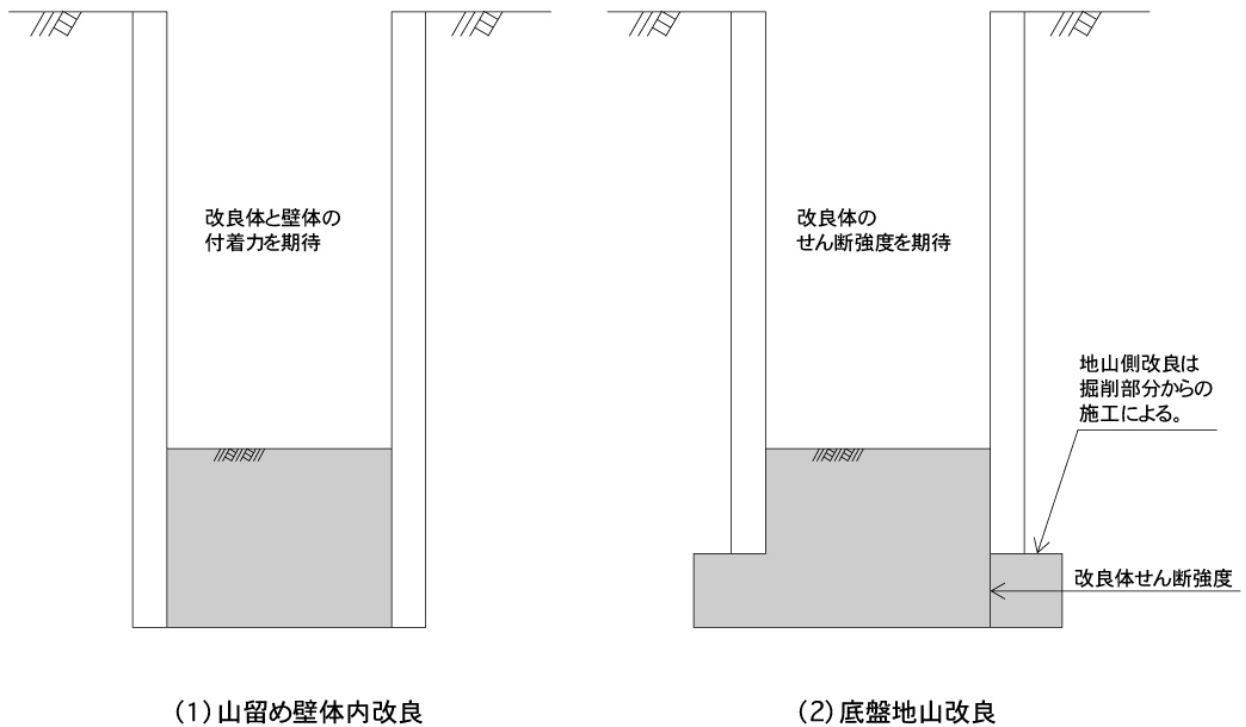 改良体と壁体の
付着力を期待
改良体の
せん断強度を期待
地山側改良は
掘削部分からの
施工による。
改良体せん断強度
(1)山留め壁体内改良
(2)底盤地山改良